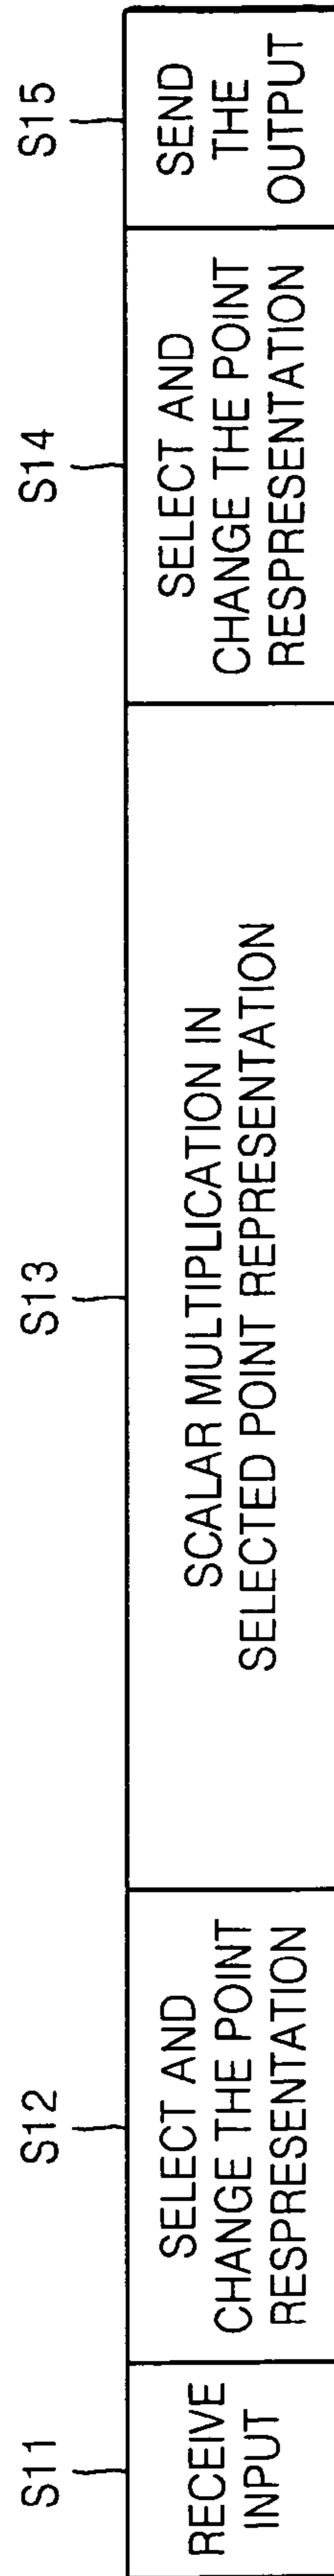 S11
RECEIVE
INPUT
S12
SELECT AND
CHANGE THE POINT
RESPRESENTATION
S13
SCALAR MULTIPLICATION IN
SELECTED POINT REPRESENTATION
S14
SELECT AND
CHANGE THE POINT
RESPRESENTATION
S15
SEND
THE
OUTPUT